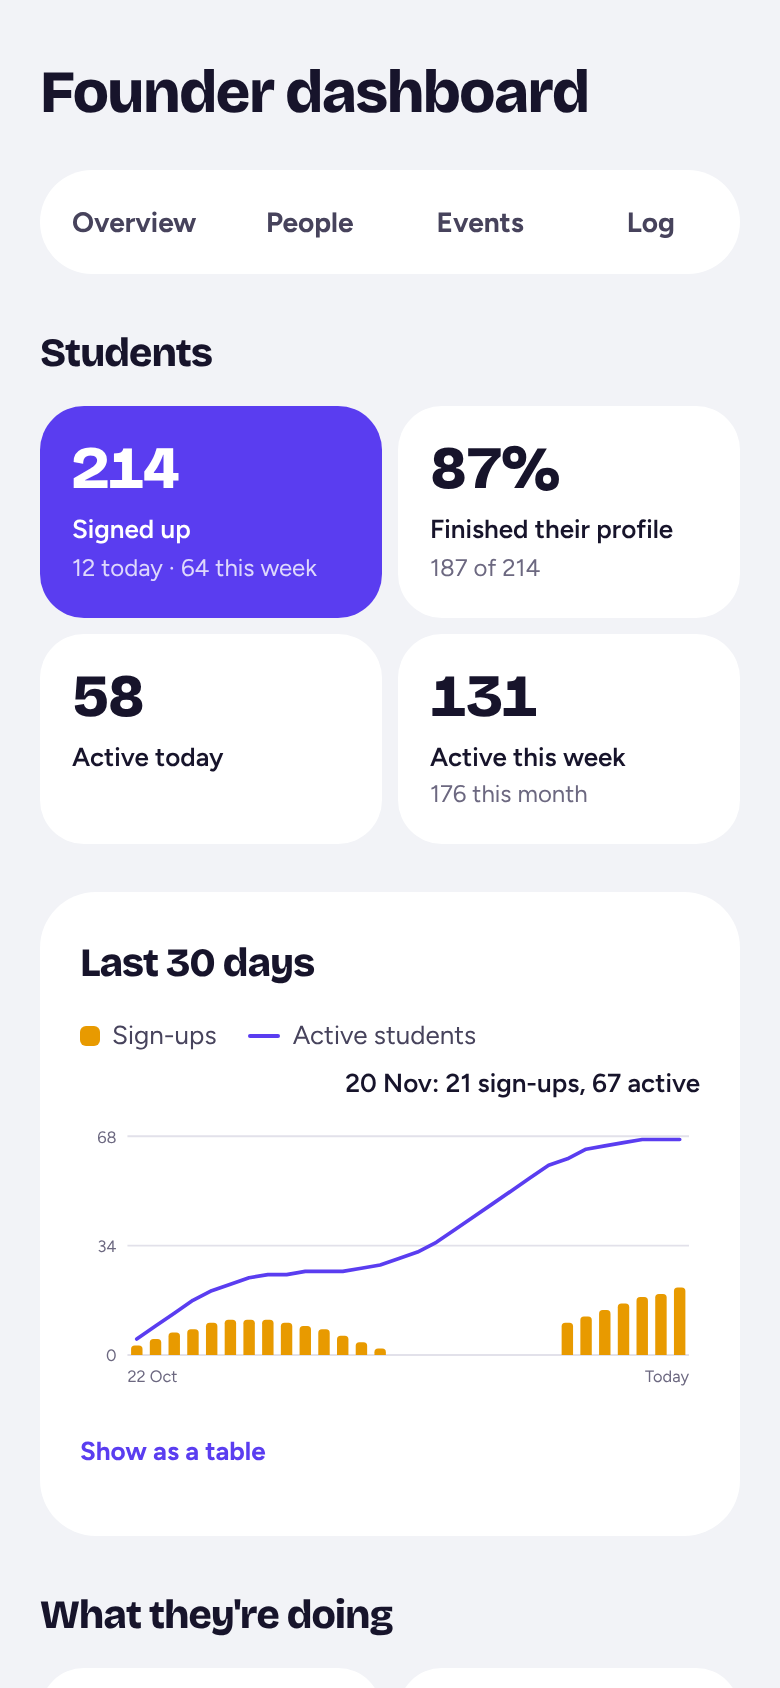 Founder dashboard
Overview People Events Log
Students
214
Signed up
12 today · 64 this week
87%
Finished their profile
187 of 214
58
Active today
131
Active this week
176 this month
Last 30 days
Sign-ups Active students
20 Nov: 21 sign-ups, 67 active
68
34
0
22 Oct Today
Show as a table
What they're doing